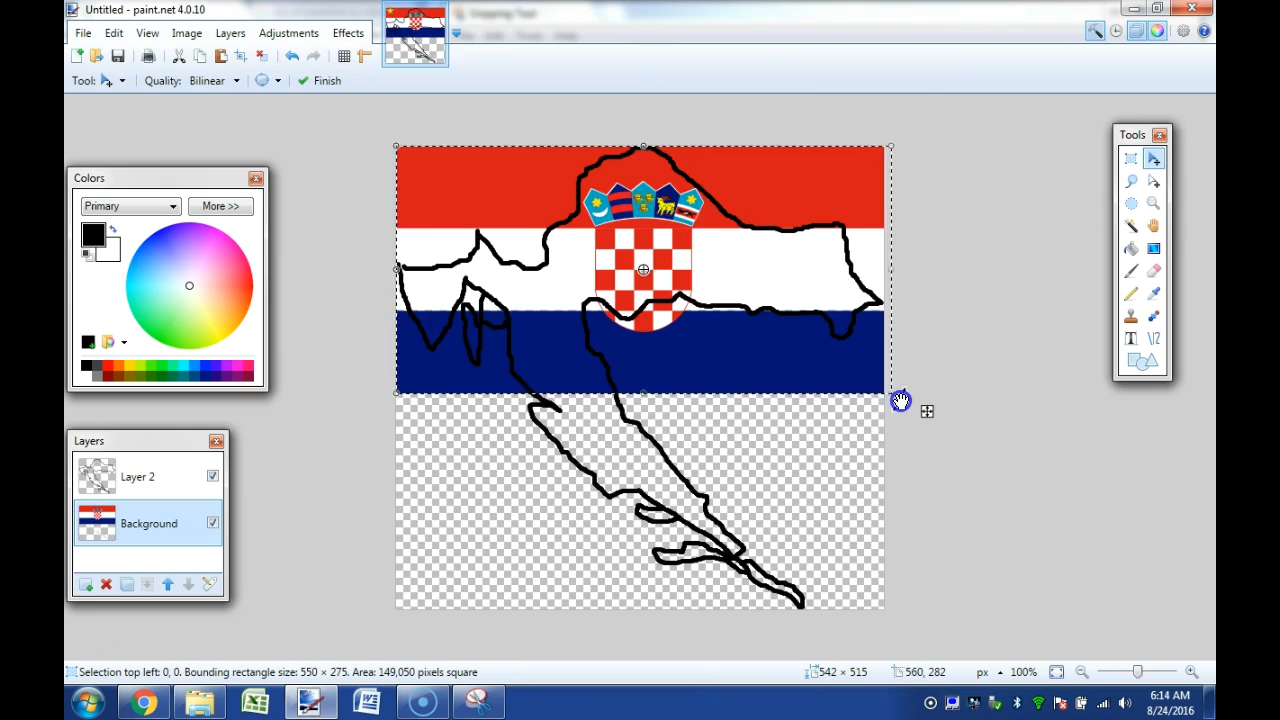 Untitled - paint.net 4.0.10
Snipping Tool
File Edit View Image Layers Adjustments Effects
Tool: Quality: Bilinear Finish
Colors
Primary More >>
Tools
Layers
Layer 2
Background
Selection top left: 0, 0. Bounding rectangle size: 550 × 275. Area: 149,050 pixels square
542 × 515 560, 282 px 100%
6:14 AM
8/24/2016